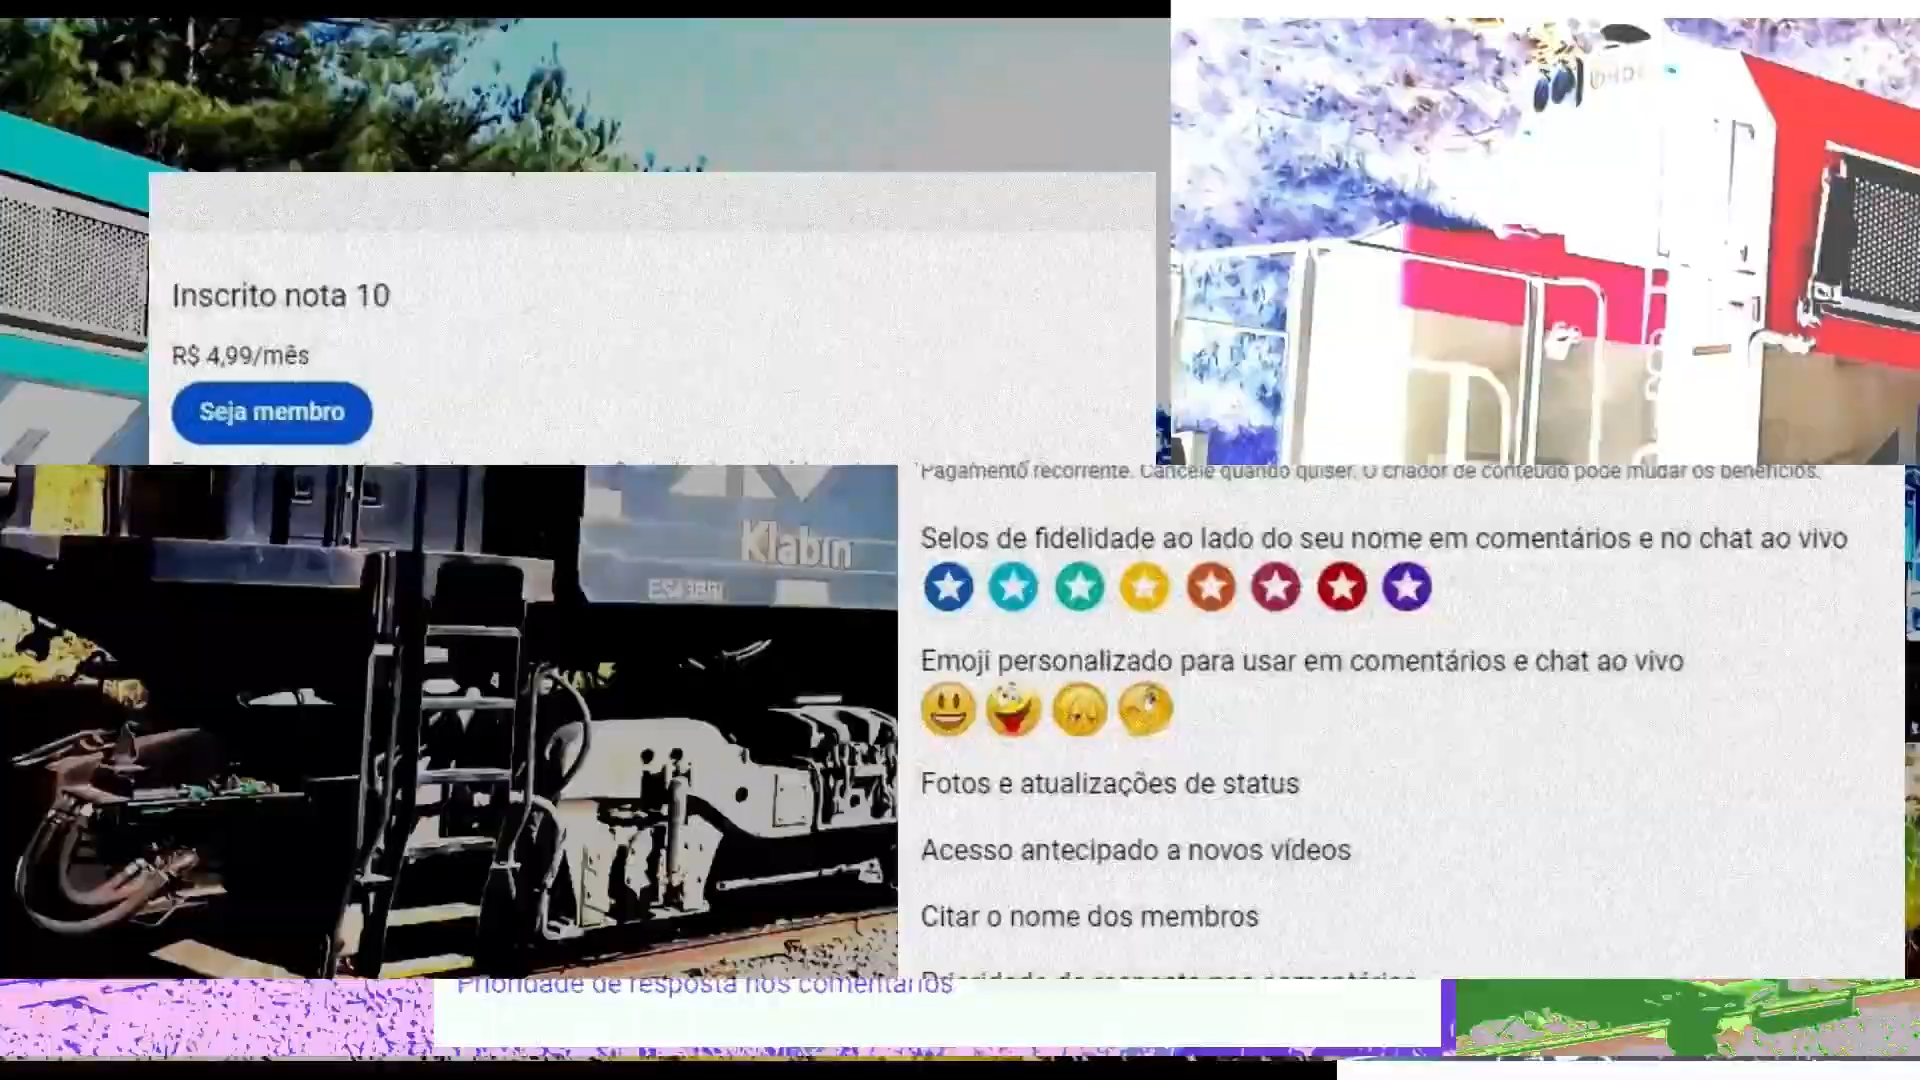 Inscrito nota 10
R$ 4,99/mês
Seja membro
Klabin
Pagamento recorrente. Cancele quando quiser. O criador de conteúdo pode mudar os benefícios.
Selos de fidelidade ao lado do seu nome em comentários e no chat ao vivo
Emoji personalizado para usar em comentários e chat ao vivo
Fotos e atualizações de status
Acesso antecipado a novos vídeos
Citar o nome dos membros
Prioridade de resposta nos comentários